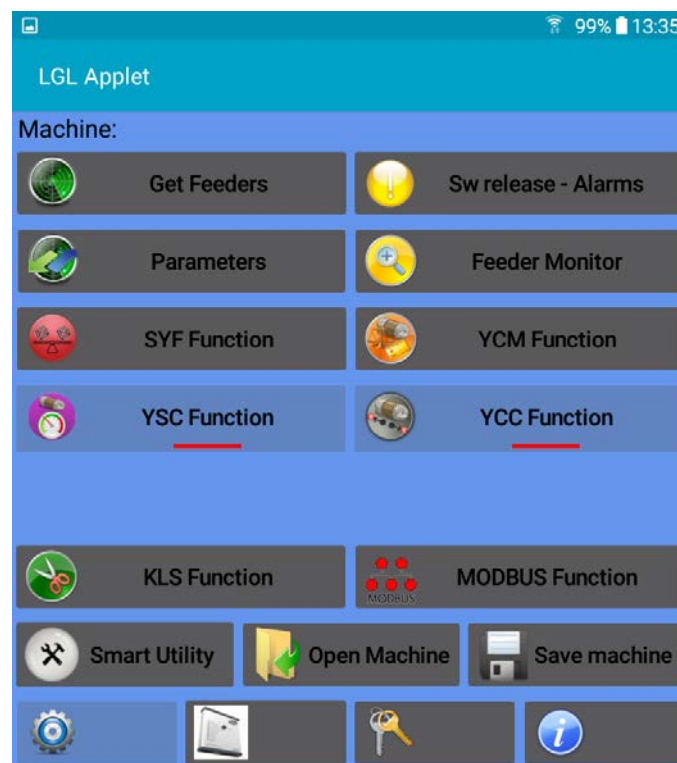 99% 13:35
LGL Applet
Machine:
Get Feeders
Sw release - Alarms
Parameters
Feeder Monitor
SYF Function
YCM Function
YSC Function
YCC Function
KLS Function
MODBUS
MODBUS Function
Smart Utility
Open Machine
Save machine
i